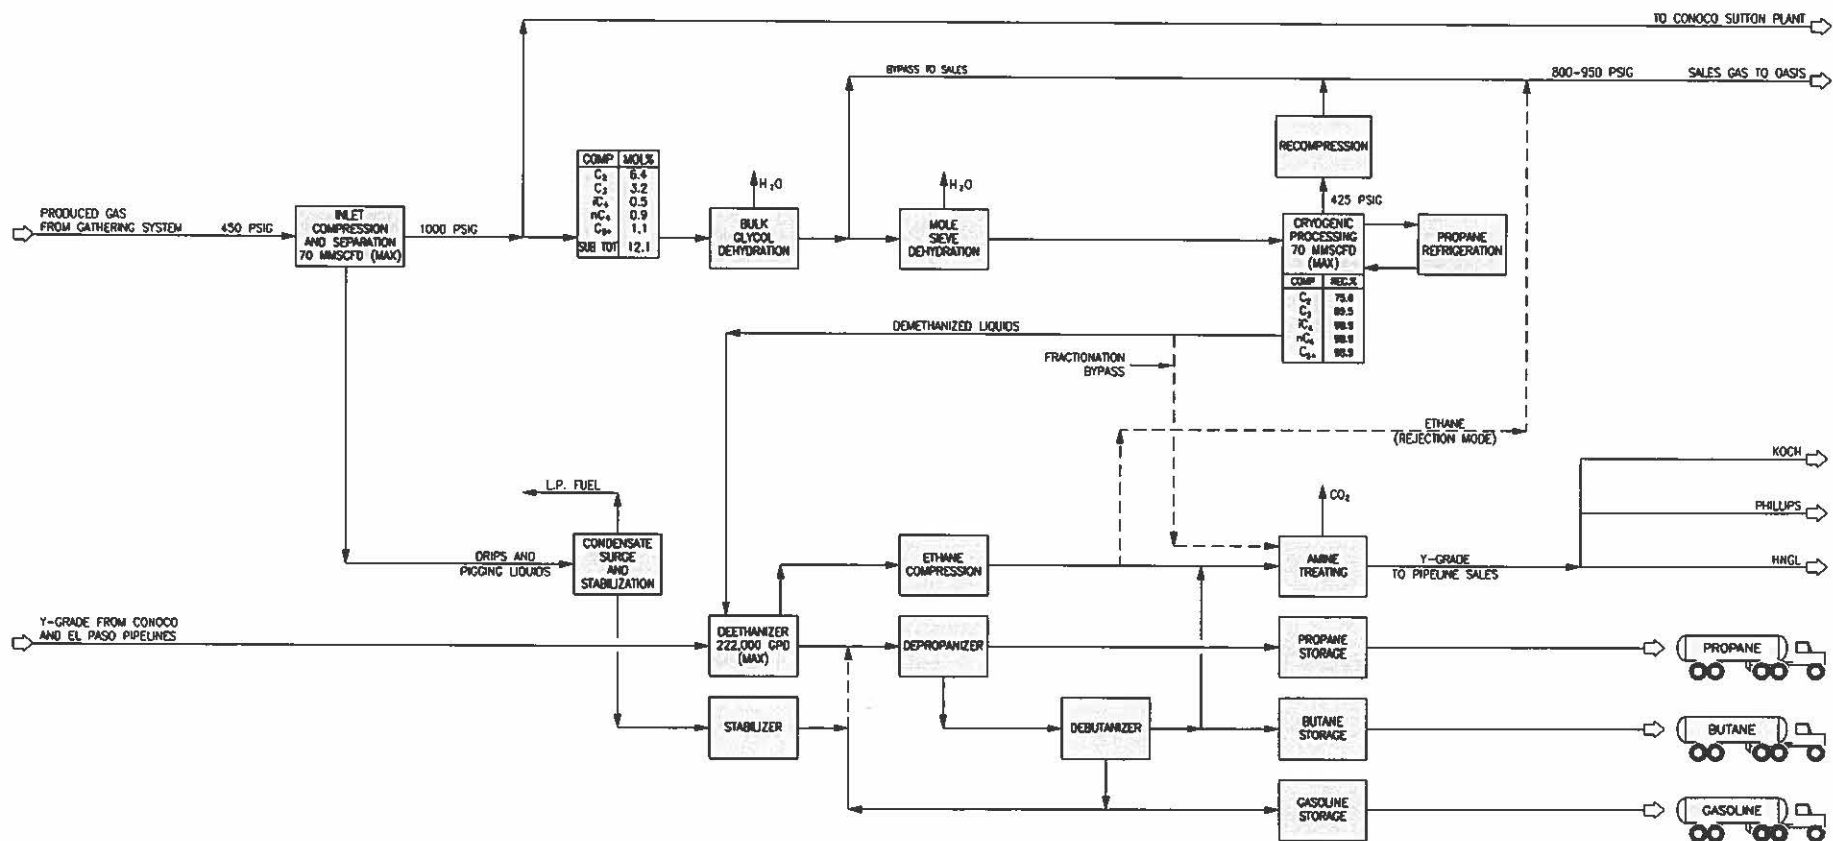 TO CONOCO SUTTON PLANT
BYPASS TO SALES
800-950 PSIG
SALES GAS TO OASIS
RECOMPRESSION
COMP MOL%
C₂ 6.4
C₃ 3.2
iC₄ 0.5
nC₄ 0.9
C₅₊ 1.1
SUB TOT 12.1
H₂O
H₂O
425 PSIG
PRODUCED GAS
FROM GATHERING SYSTEM
450 PSIG
INLET
COMPRESSION
AND SEPARATION
70 MMSCFD (MAX)
1000 PSIG
BULK
GLYCOL
DEHYDRATION
MOLE
SIEVE
DEHYDRATION
CRYOGENIC
PROCESSING
70 MMSCFD
(MAX)
PROPANE
REFRIGERATION
COMP REC.%
C₂
C₃
iC₄
nC₄
C₅₊
DEMETHANIZED LIQUIDS
FRACTIONATION
BYPASS
ETHANE
(REJECTION MODE)
KOCH
L.P. FUEL
CO₂
PHILLIPS
DRIPS AND
PIGGING LIQUIDS
CONDENSATE
SURGE
AND
STABILIZATION
ETHANE
COMPRESSION
AMINE
TREATING
Y-GRADE
TO PIPELINE SALES
HNGL
Y-GRADE FROM CONOCO
AND EL PASO PIPELINES
DEETHANIZER
222,000 GPD
(MAX)
DEPROPANIZER
PROPANE
STORAGE
PROPANE
STABILIZER
DEBUTANIZER
BUTANE
STORAGE
BUTANE
GASOLINE
STORAGE
GASOLINE